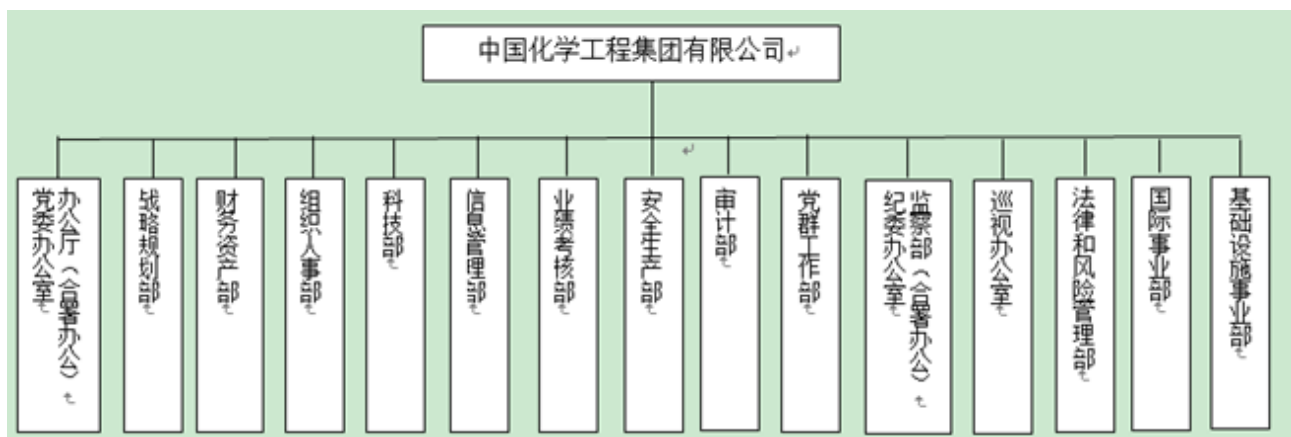 中国化学工程集团有限公司
党委办公室
办公厅（合署办公）
战略规划部
财务资产部
组织人事部
科技部
信息管理部
业绩考核部
安全生产部
审计部
党群工作部
纪委办公室
监察部（合署办公）
巡视办公室
法律和风险管理部
国际事业部
基础设施事业部